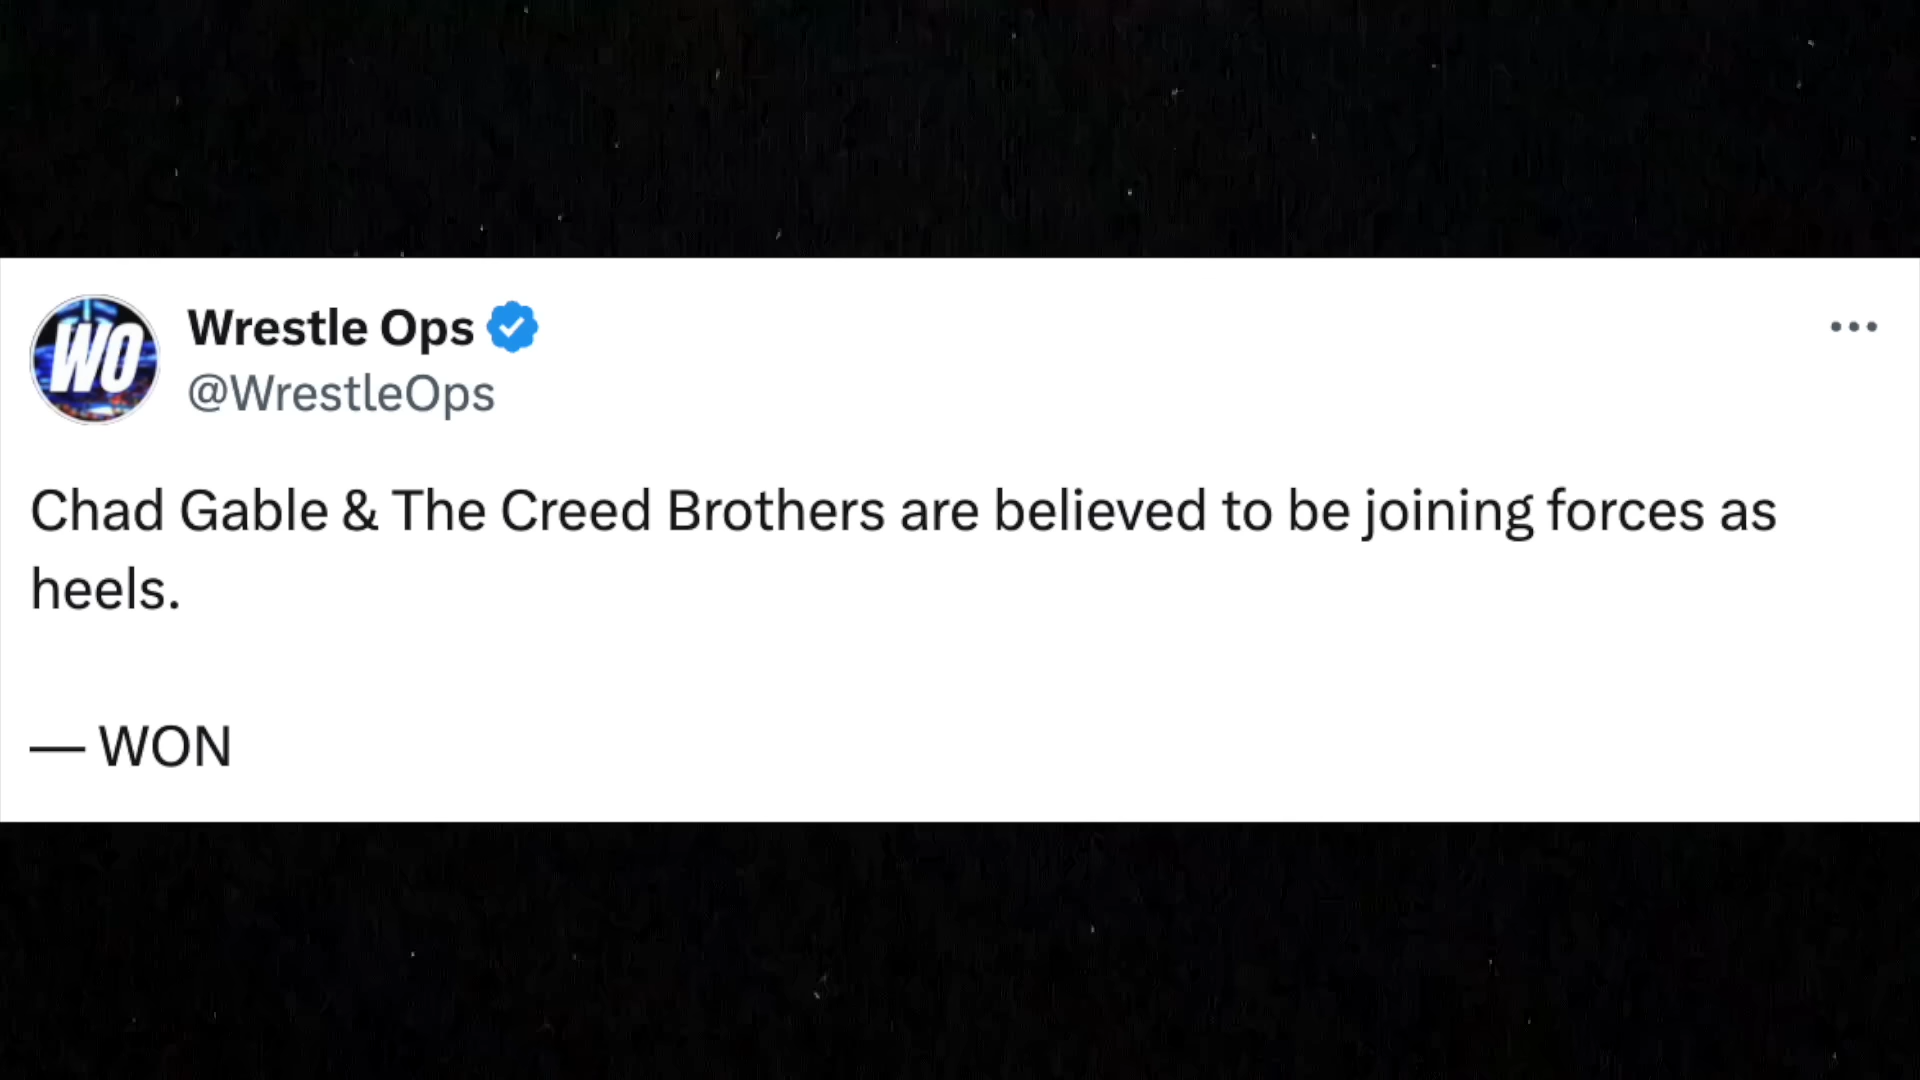 WO
Wrestle Ops
@WrestleOps
Chad Gable & The Creed Brothers are believed to be joining forces as
heels.
— WON